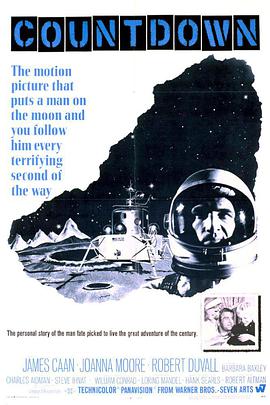 COUNTDOWN
The motion
picture that
puts a man on
the moon and
you follow
him every
terrifying
second of
the way
The personal story of the man fate picked to live the great adventure of the century.
JAMES CAAN · JOANNA MOORE · ROBERT DUVALL BARBARA BAXLEY
CHARLES AIDMAN · STEVE IHNAT · WILLIAM CONRAD · LORING MANDEL · HANK SEARLS · ROBERT ALTMAN
TECHNICOLOR® PANAVISION® FROM WARNER BROS.-SEVEN ARTS W7